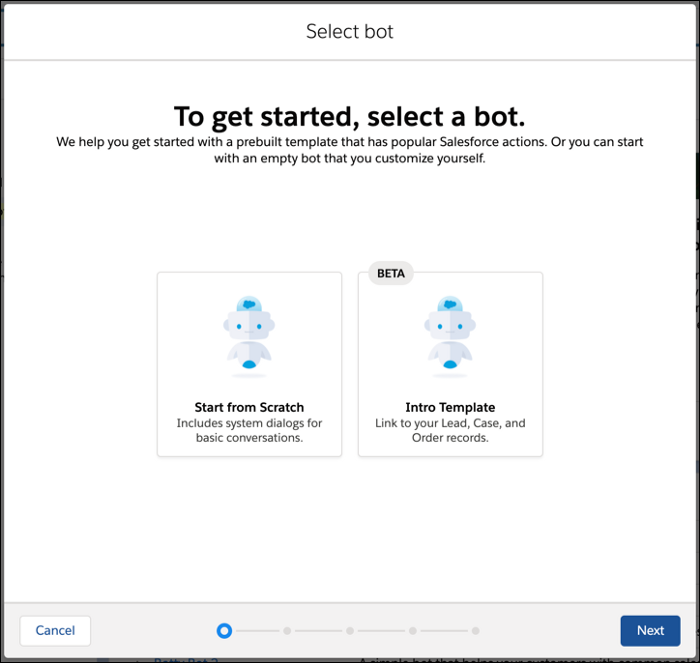 Select bot
To get started, select a bot.
We help you get started with a prebuilt template that has popular Salesforce actions. Or you can start
with an empty bot that you customize yourself.
BETA
Start from Scratch
Includes system dialogs for
basic conversations.
Intro Template
Link to your Lead, Case, and
Order records.
Cancel
Next